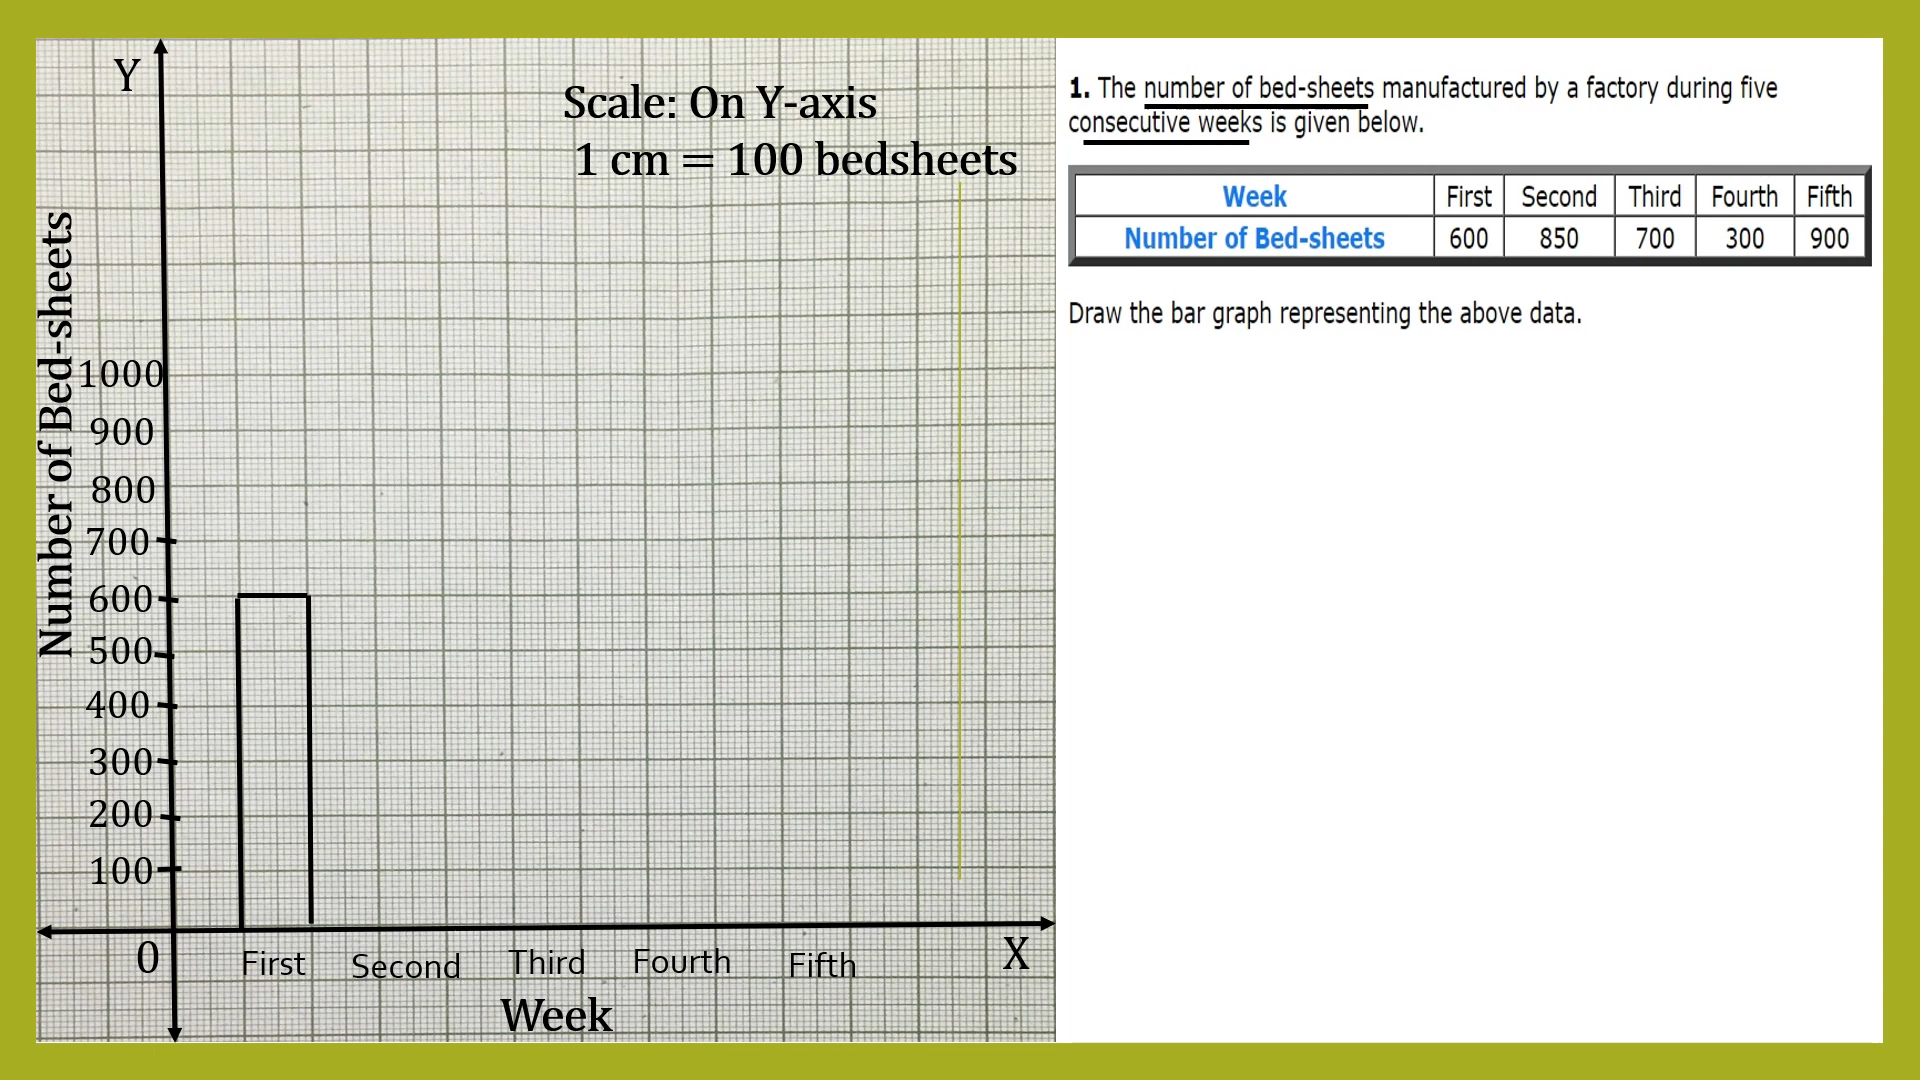 Y
Scale: On Y-axis
1 cm = 100 bedsheets
Number of Bed-sheets
1000
900
800
700
600
500
400
300
200
100
0
First Second Third Fourth Fifth
X
Week
1. The number of bed-sheets manufactured by a factory during five
consecutive weeks is given below.
Week First Second Third Fourth Fifth
Number of Bed-sheets 600 850 700 300 900
Draw the bar graph representing the above data.